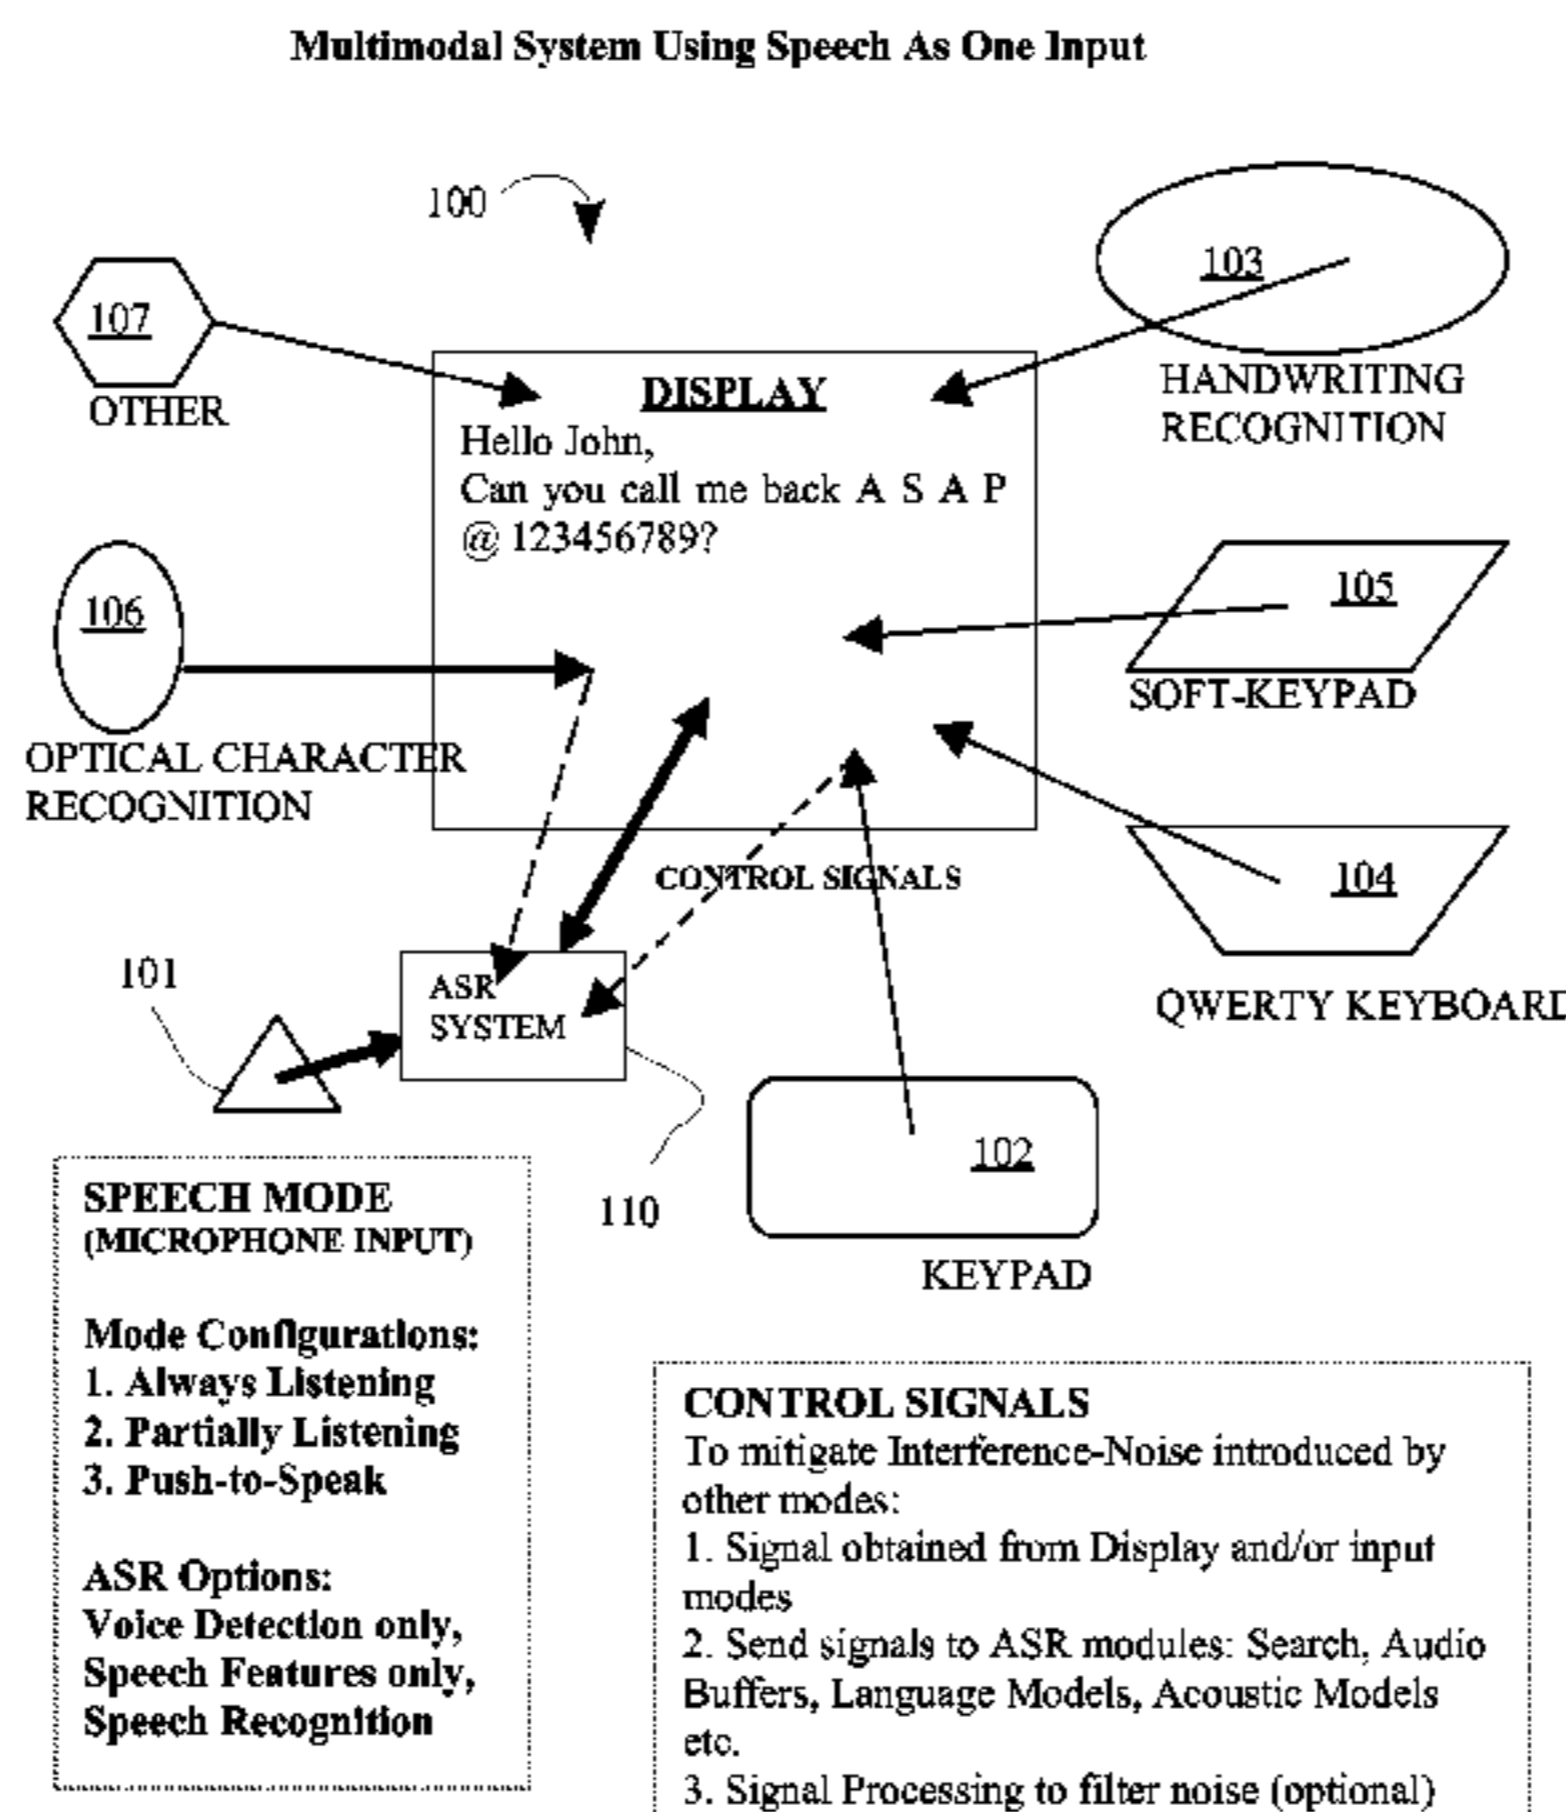 Multimodal System Using Speech As One Input
100
107
OTHER
103
HANDWRITING
RECOGNITION
DISPLAY
Hello John,
Can you call me back A S A P
@ 123456789?
106
OPTICAL CHARACTER
RECOGNITION
105
SOFT-KEYPAD
104
QWERTY KEYBOARD
CONTROL SIGNALS
101
ASR
SYSTEM
110
102
KEYPAD
SPEECH MODE
(MICROPHONE INPUT)
Mode Configurations:
1. Always Listening
2. Partially Listening
3. Push-to-Speak
ASR Options:
Voice Detection only,
Speech Features only,
Speech Recognition
CONTROL SIGNALS
To mitigate Interference-Noise introduced by
other modes:
1. Signal obtained from Display and/or input
modes
2. Send signals to ASR modules: Search, Audio
Buffers, Language Models, Acoustic Models
etc.
3. Signal Processing to filter noise (optional)